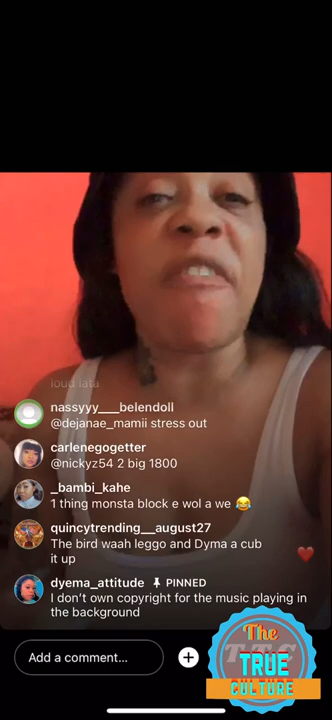 loud lata
nassyyy___belendoll
@dejanae_mamii stress out
carlenegogetter
@nickyz54 2 big 1800
_bambi_kahe
1 thing monsta block e wol a we 😂
quincytrending__august27
The bird waah leggo and Dyma a cub
it up
dyema_attitude 📌 PINNED
I don't own copyright for the music playing in
the background
Add a comment...
The
T.T.C
TRUE
CULTURE